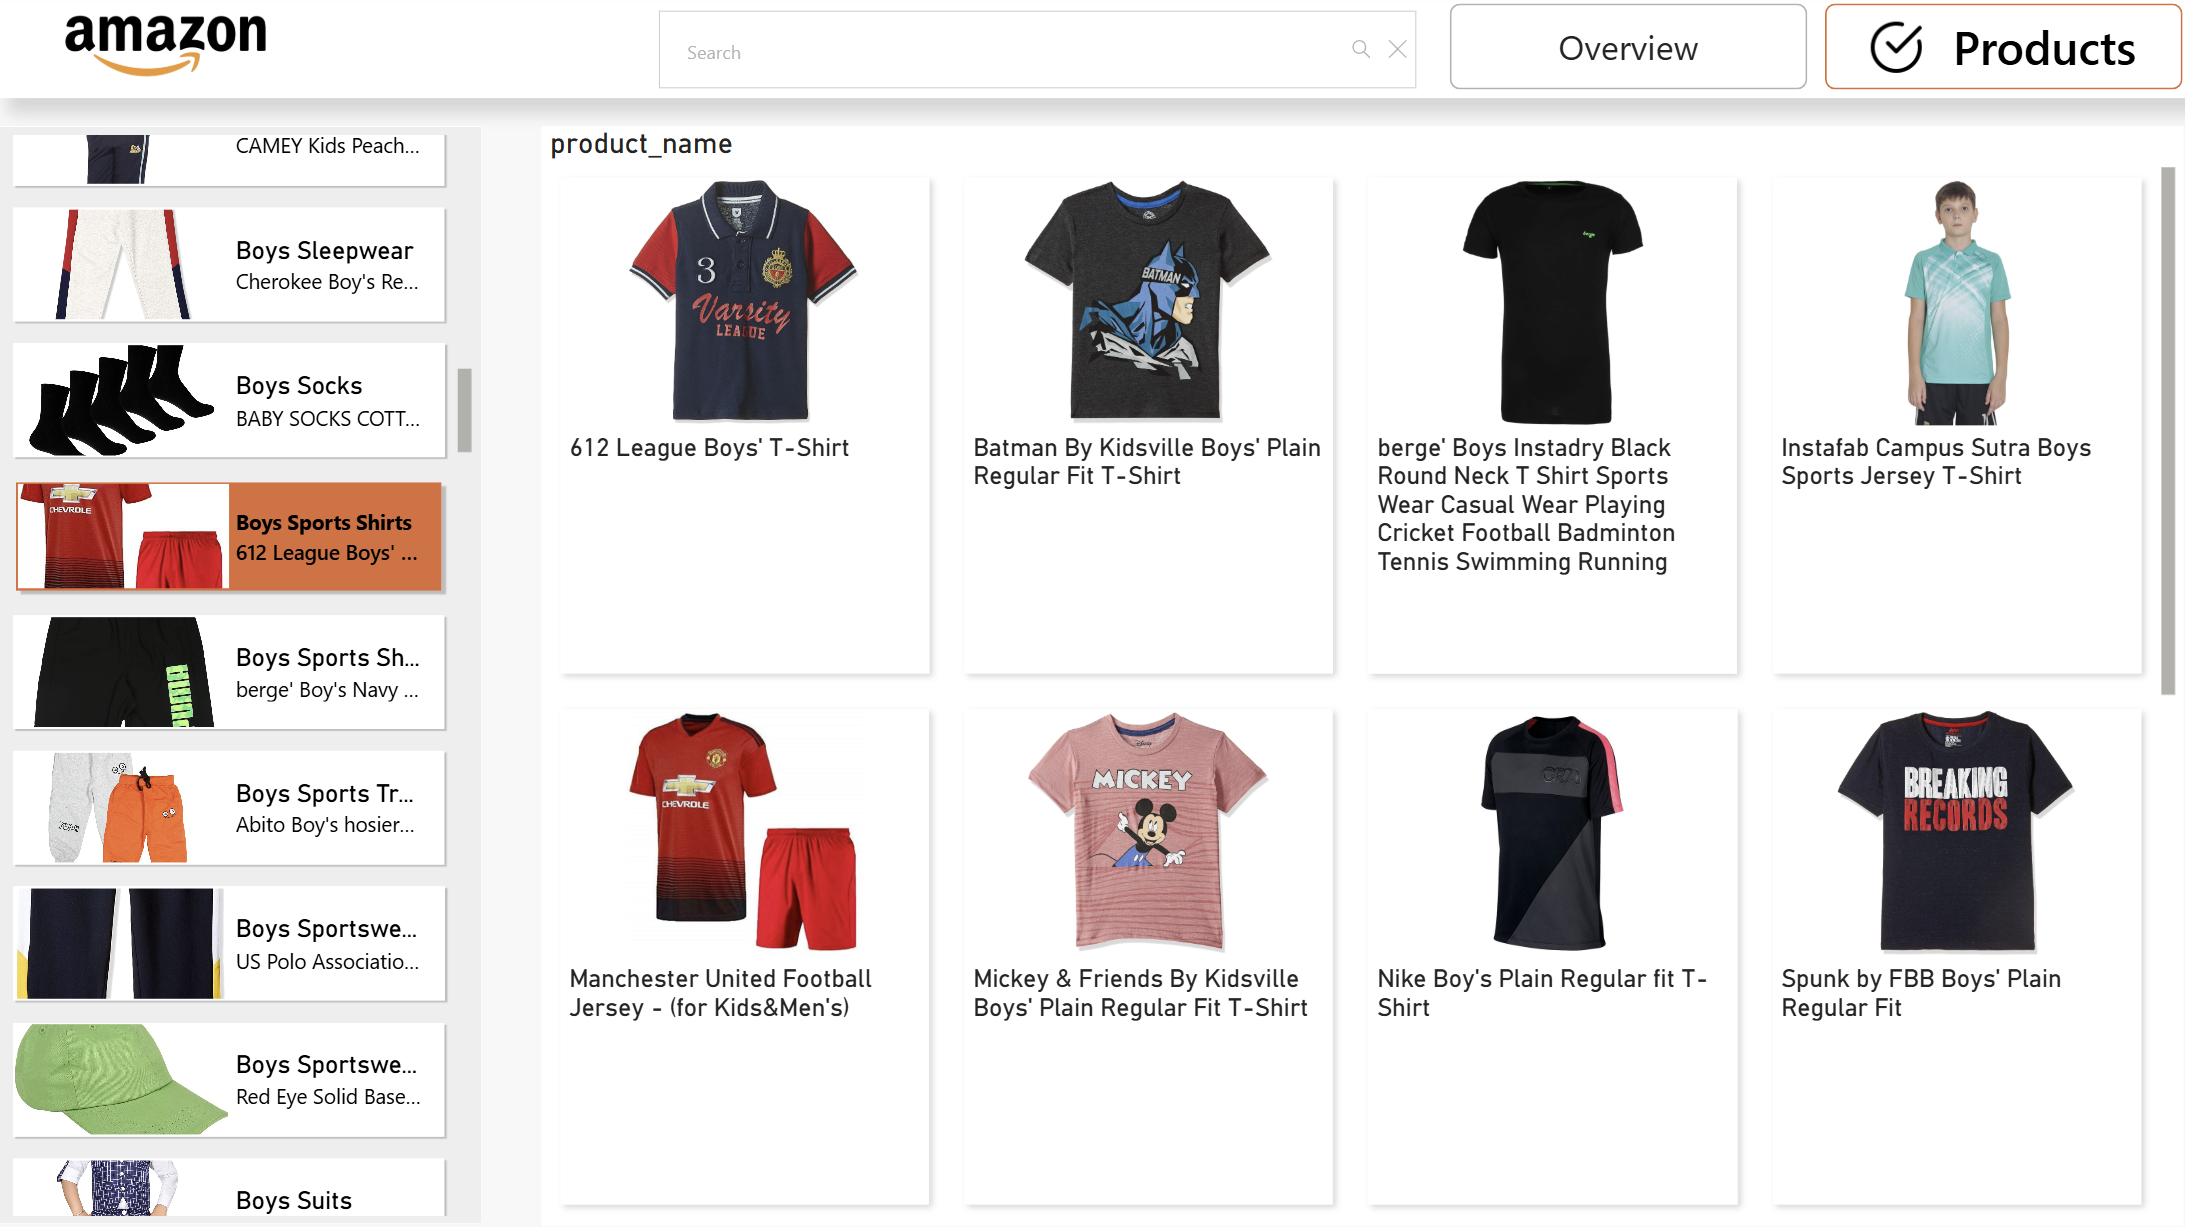 amazon
Search
Overview
Products
CAMEY Kids Peach...
Boys Sleepwear
Cherokee Boy's Re...
Boys Socks
BABY SOCKS COTT...
CHEVROLE
Boys Sports Shirts
612 League Boys' ...
Boys Sports Sh...
berge' Boy's Navy ...
Boys Sports Tr...
Abito Boy's hosier...
Boys Sportswe...
US Polo Associatio...
Boys Sportswe...
Red Eye Solid Base...
Boys Suits
product_name
3
Varsity
LEAGUE
612 League Boys' T-Shirt
BATMAN
Batman By Kidsville Boys' Plain
Regular Fit T-Shirt
berge
berge' Boys Instadry Black
Round Neck T Shirt Sports
Wear Casual Wear Playing
Cricket Football Badminton
Tennis Swimming Running
Instafab Campus Sutra Boys
Sports Jersey T-Shirt
CHEVROLE
Manchester United Football
Jersey - (for Kids&Men's)
Disney
MICKEY
Mickey & Friends By Kidsville
Boys' Plain Regular Fit T-Shirt
Nike Boy's Plain Regular fit T-
Shirt
BREAKING
RECORDS
Spunk by FBB Boys' Plain
Regular Fit